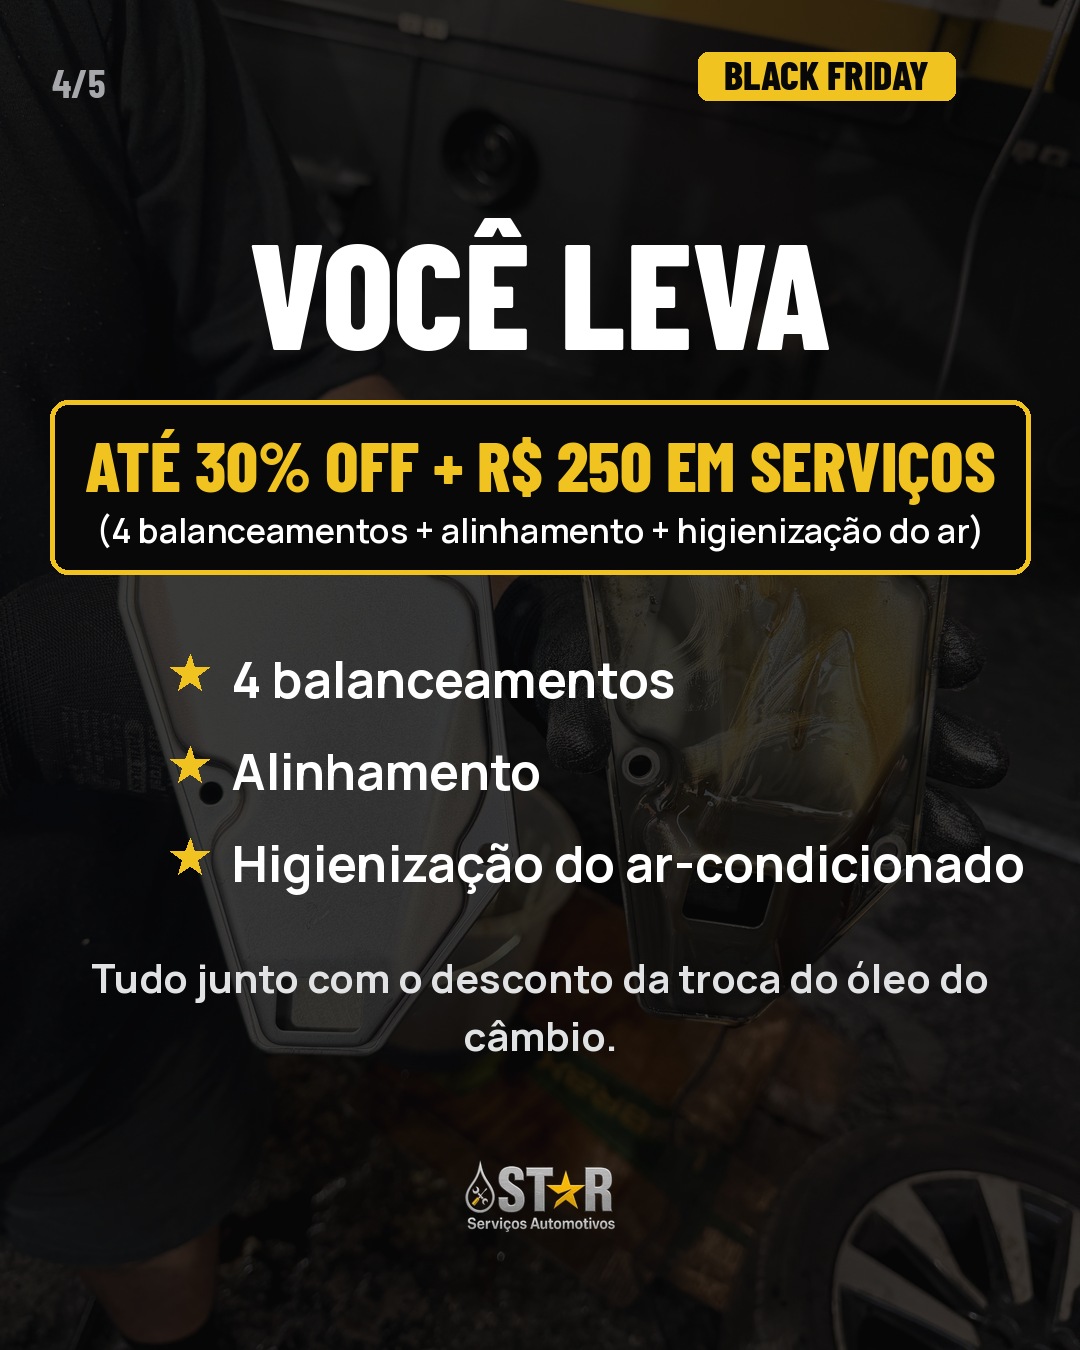 4/5
BLACK FRIDAY
VOCÊ LEVA
ATÉ 30% OFF + R$ 250 EM SERVIÇOS
(4 balanceamentos + alinhamento + higienização do ar)
4 balanceamentos
Alinhamento
Higienização do ar-condicionado
Tudo junto com o desconto da troca do óleo do
câmbio.
STAR
Serviços Automotivos